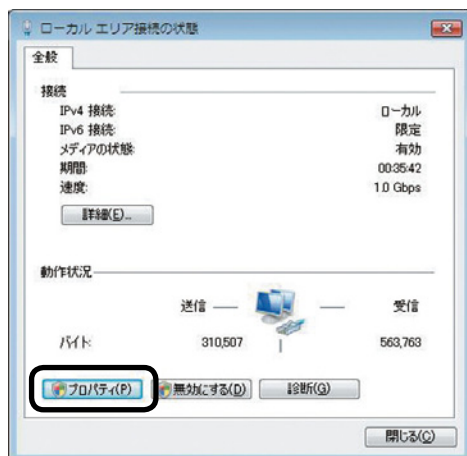 ローカル エリア接続の状態
全般
接続
IPv4 接続: ローカル
IPv6 接続: 限定
メディアの状態: 有効
期間: 00:35:42
速度: 1.0 Gbps
詳細(E)...
動作状況
送信 受信
バイト: 310,507 563,763
プロパティ(P) 無効にする(D) 診断(G)
閉じる(C)